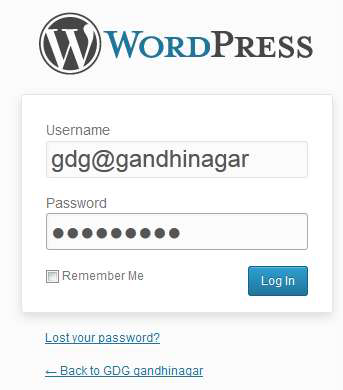 WORDPRESS
Username
gdg@gandhinagar
Password
●●●●●●●●●
Remember Me
Log In
Lost your password?
← Back to GDG gandhinagar